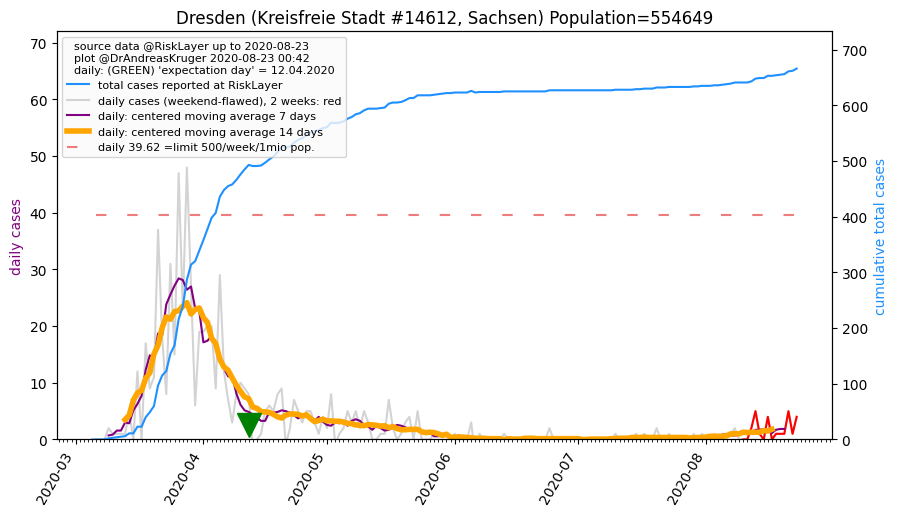 Dresden (Kreisfreie Stadt #14612, Sachsen) Population=554649
source data @RiskLayer up to 2020-08-23
plot @DrAndreasKruger 2020-08-23 00:42
daily: (GREEN) 'expectation day' = 12.04.2020
total cases reported at RiskLayer
daily cases (weekend-flawed), 2 weeks: red
daily: centered moving average 7 days
daily: centered moving average 14 days
daily 39.62 =limit 500/week/1mio pop.
daily cases
70
60
50
40
30
20
10
0
cumulative total cases
700
600
500
400
300
200
100
0
2020-03
2020-04
2020-05
2020-06
2020-07
2020-08